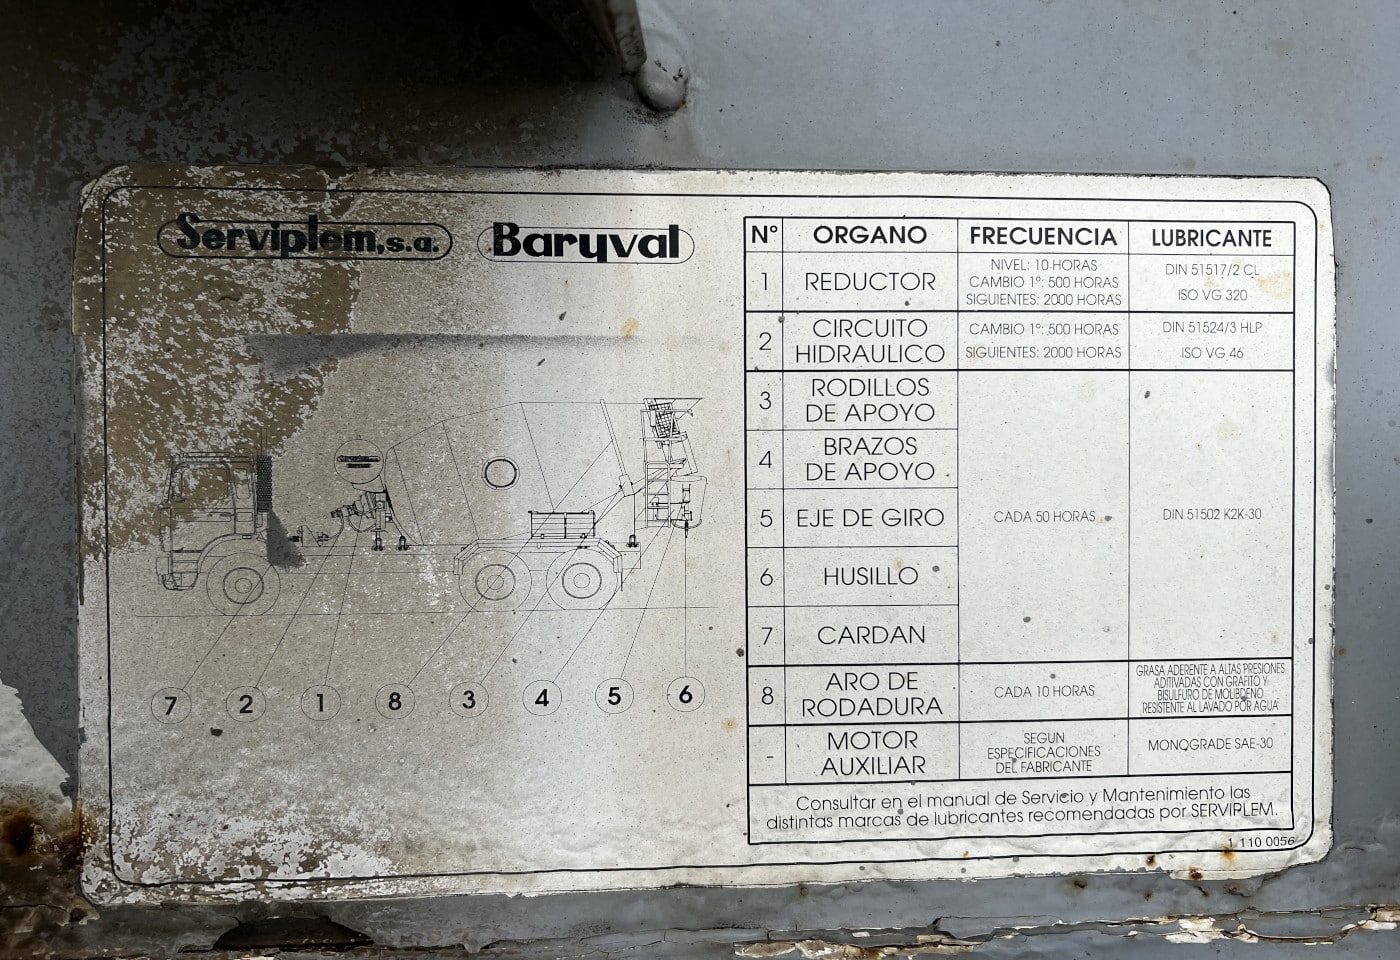 Serviplem,s.a. Baryval
7 2 1 8 3 4 5 6
Nº ORGANO FRECUENCIA LUBRICANTE
1 REDUCTOR
NIVEL: 10 HORAS
CAMBIO 1º: 500 HORAS
SIGUIENTES: 2000 HORAS
DIN 51517/2 CL
ISO VG 320
2 CIRCUITO
HIDRAULICO
CAMBIO 1º: 500 HORAS
SIGUIENTES: 2000 HORAS
DIN 51524/3 HLP
ISO VG 46
3 RODILLOS
DE APOYO
4 BRAZOS
DE APOYO
5 EJE DE GIRO
CADA 50 HORAS
DIN 51502 K2K-30
6 HUSILLO
7 CARDAN
8 ARO DE
RODADURA
CADA 10 HORAS
GRASA ADERENTE A ALTAS PRESIONES
ADITIVADAS CON GRAFITO Y
BISULFURO DE MOLIBDENO
RESISTENTE AL LAVADO POR AGUA
- MOTOR
AUXILIAR
SEGUN
ESPECIFICACIONES
DEL FABRICANTE
MONOGRADE SAE-30
Consultar en el manual de Servicio y Mantenimiento las
distintas marcas de lubricantes recomendadas por SERVIPLEM.
1 110 0056